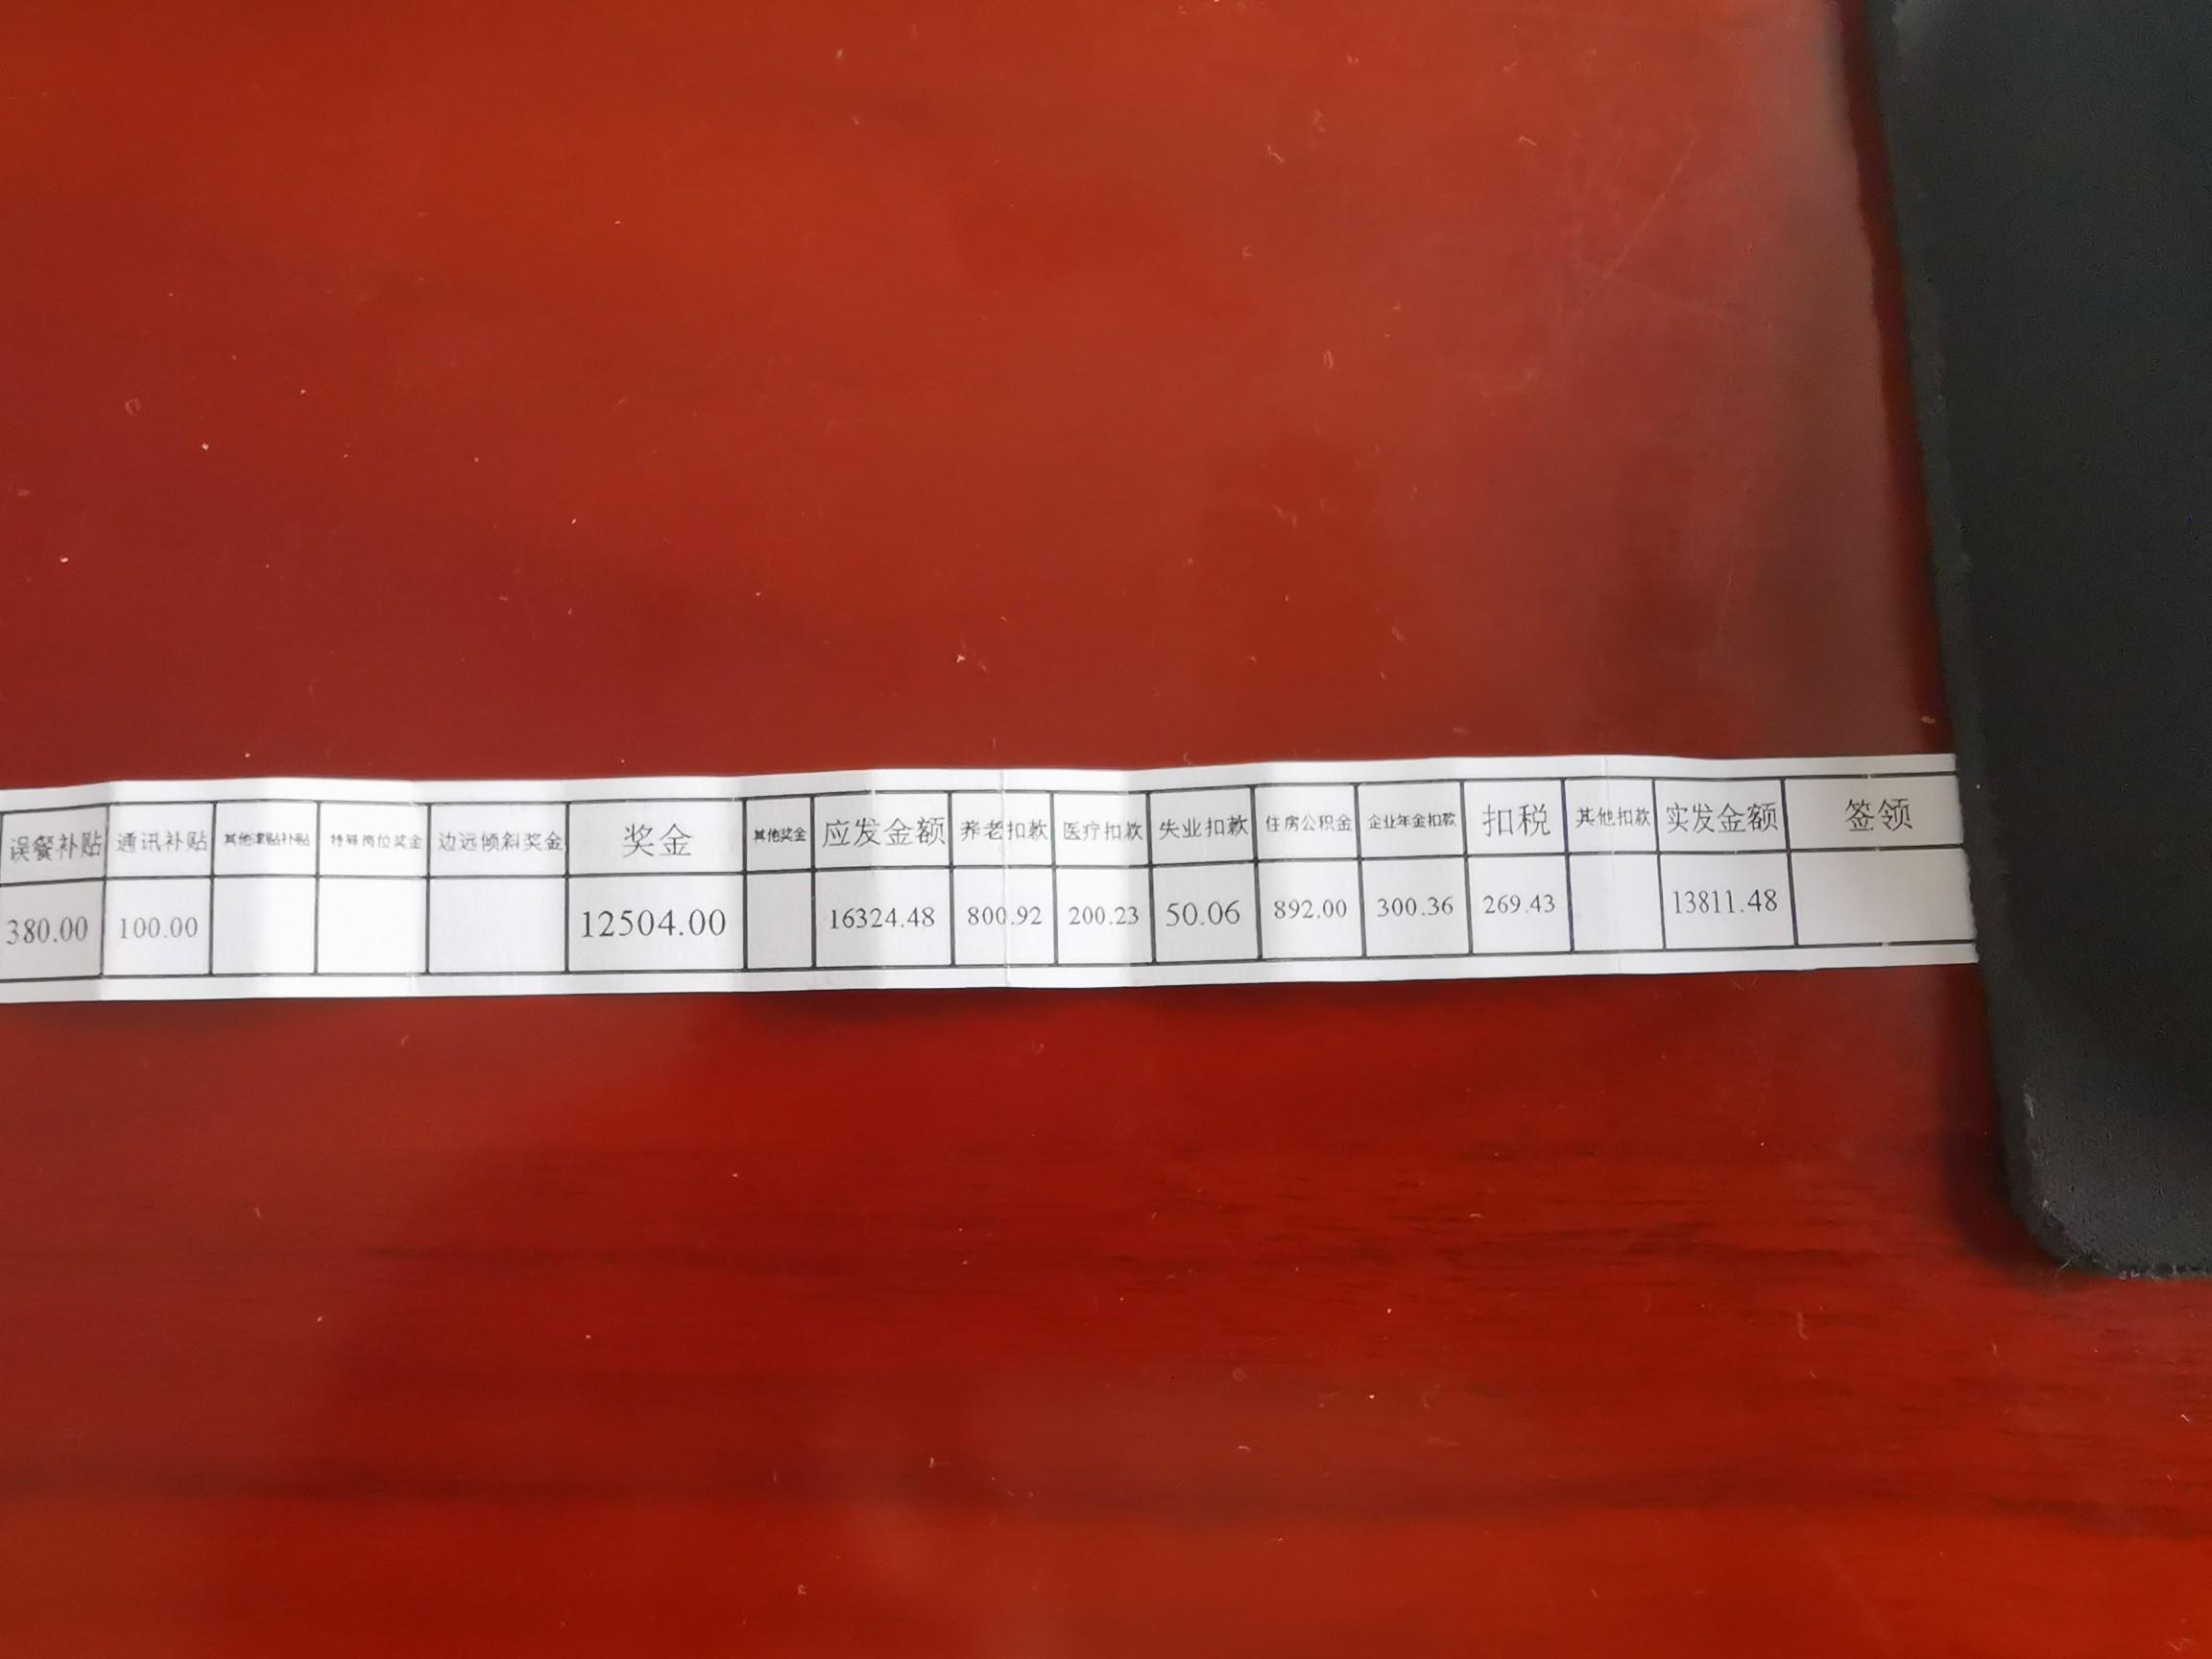 误餐补贴 通讯补贴 其他津贴补贴 特殊岗位奖金 边远倾斜奖金 奖金 其他奖金 应发金额 养老扣款 医疗扣款 失业扣款 住房公积金 企业年金扣款 扣税 其他扣款 实发金额 签领
380.00 100.00 12504.00 16324.48 800.92 200.23 50.06 892.00 300.36 269.43 13811.48